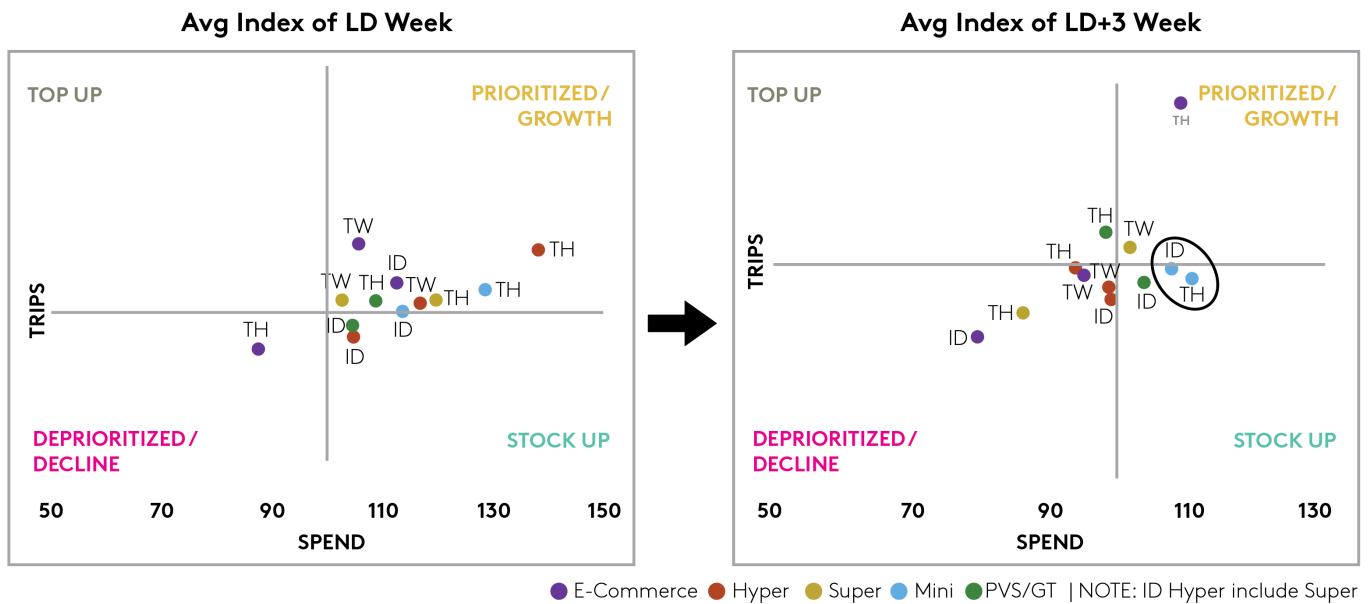 Avg Index of LD Week
TOP UP
PRIORITIZED /
GROWTH
TW
TH
ID
TW
TH
TW
TH
TH
TRIPS
TH
ID
ID
ID
DEPRIORITIZED /
DECLINE
STOCK UP
50 70 90 110 130 150
SPEND
Avg Index of LD+3 Week
TOP UP
PRIORITIZED /
GROWTH
TH
TH
TW
TH
ID
TRIPS
TW
TW
ID
TH
TH
ID
ID
DEPRIORITIZED /
DECLINE
STOCK UP
50 70 90 110 130
SPEND
E-Commerce Hyper Super Mini PVS/GT | NOTE: ID Hyper include Super